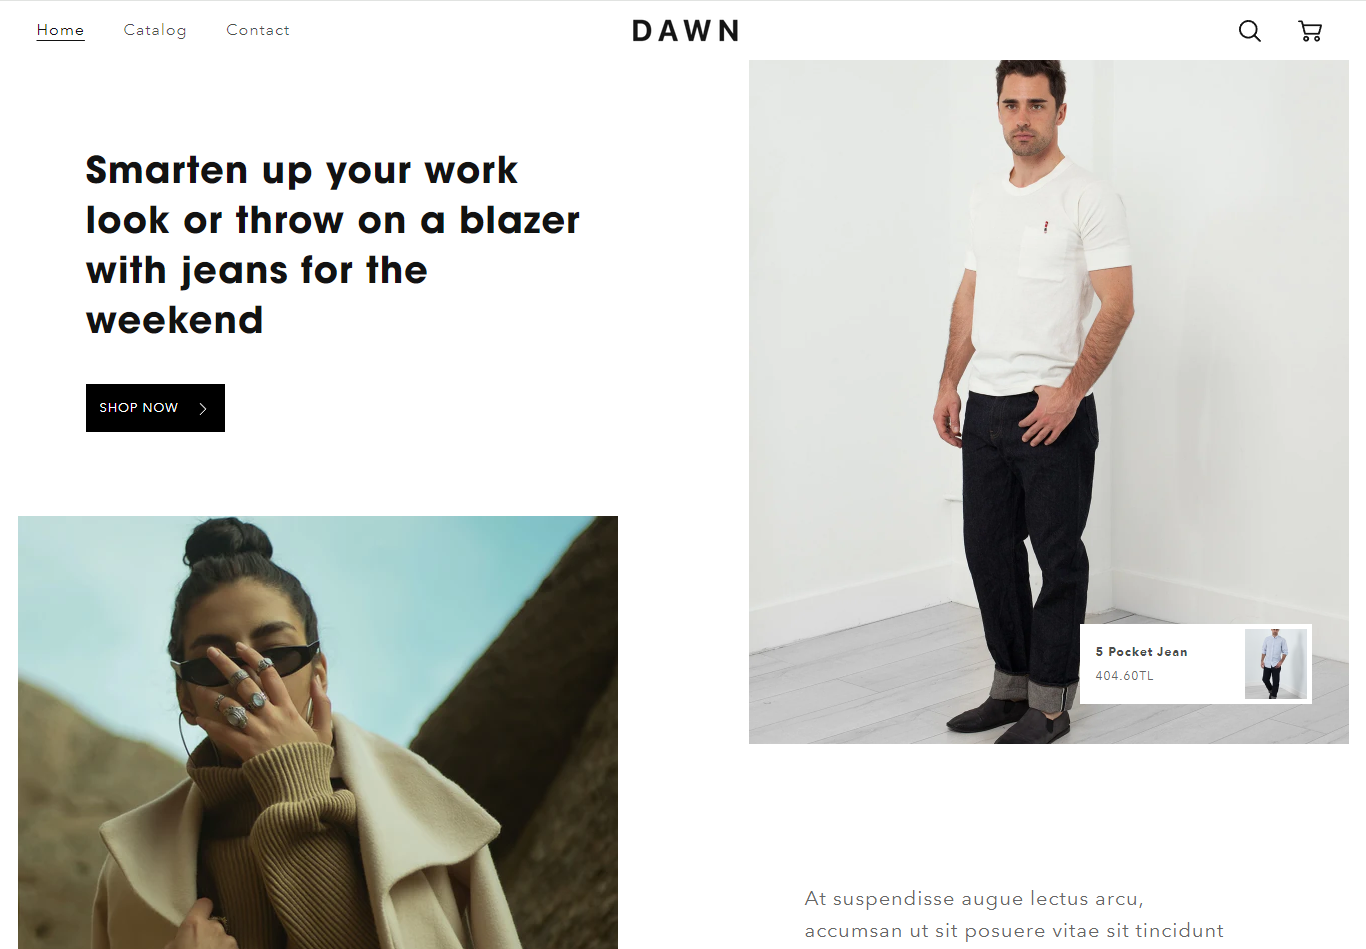 Home Catalog Contact DAWN
Smarten up your work
look or throw on a blazer
with jeans for the
weekend
SHOP NOW
5 Pocket Jean
404.60TL
At suspendisse augue lectus arcu,
accumsan ut sit posuere vitae sit tincidunt